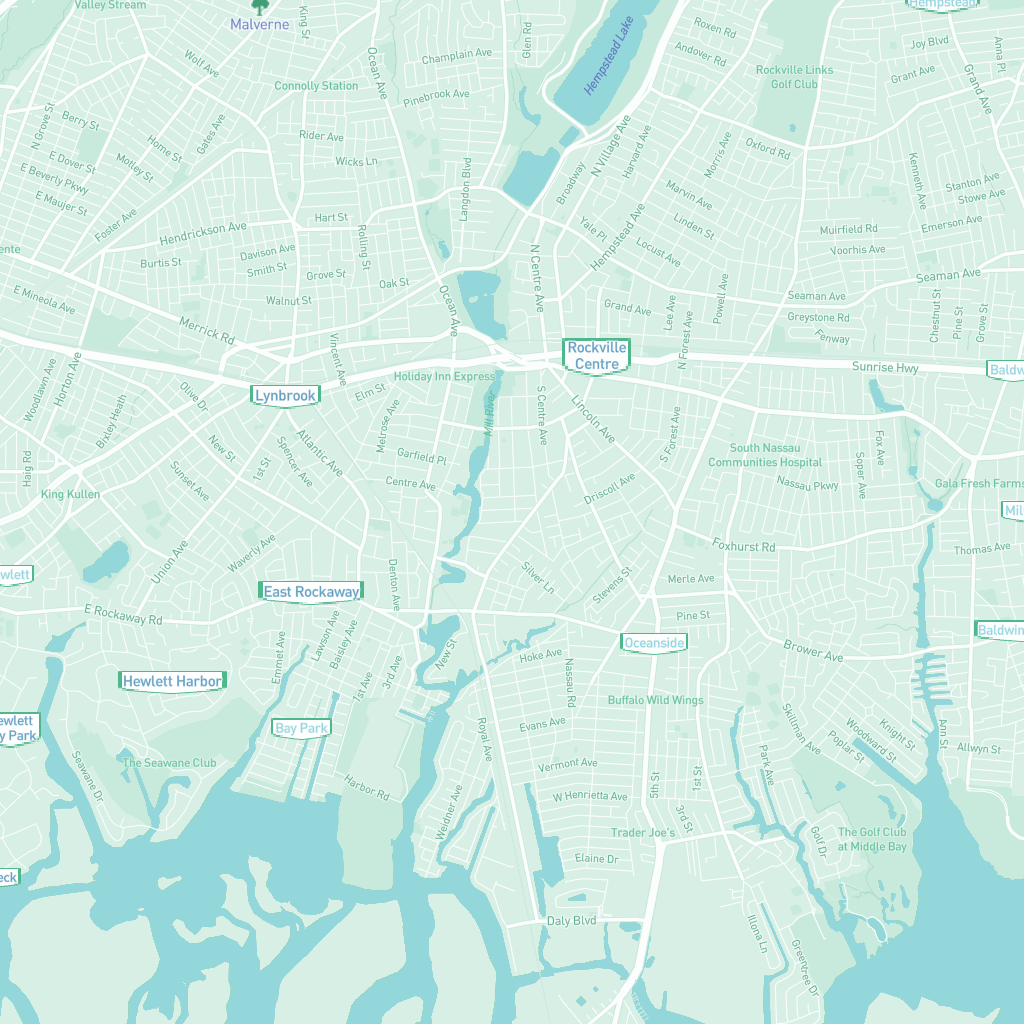 Valley Stream
Malverne
King St
Ocean Ave
Champlain Ave
Glen Rd
Hempstead Lake
Roxen Rd
Andover Rd
Hempstead
Joy Blvd
Anna Pl
Wolf Ave
Connolly Station
Pinebrook Ave
Rockville Links
Golf Club
Grant Ave
Grand Ave
N Grove St
Berry St
Gates Ave
Rider Ave
Home St
Wicks Ln
N Village Ave
Harvard Ave
Morris Ave
Oxford Rd
E Dover St
Motley St
E Beverly Pkwy
E Maujer St
Langdon Blvd
Broadway
Marvin Ave
Kenneth Ave
Stanton Ave
Stowe Ave
Foster Ave
Hendrickson Ave
Hart St
Rolling St
Yale Pl
Hempstead Ave
Linden St
Muirfield Rd
Emerson Ave
ente
Burtis St
Davison Ave
Smith St
Grove St
Oak St
N Centre Ave
Locust Ave
Voorhis Ave
Seaman Ave
E Mineola Ave
Walnut St
Ocean Ave
Grand Ave
Lee Ave
Powell Ave
Seaman Ave
Chestnut St
Pine St
Grove St
Merrick Rd
Vincent Ave
Greystone Rd
Fenway
N Forest Ave
Rockville
Centre
Woodlawn Ave
Horton Ave
Holiday Inn Express
Sunrise Hwy
Baldw
Lynbrook
Elm St
Olive Dr
Bixley Heath
Melrose Ave
Mill River
S Centre Ave
Lincoln Ave
S Forest Ave
Haig Rd
New St
Spencer Ave
Atlantic Ave
1st St
Garfield Pl
South Nassau
Communities Hospital
Fox Ave
Soper Ave
King Kullen
Sunset Ave
Centre Ave
Driscoll Ave
Nassau Pkwy
Gala Fresh Farms
Mil
Union Ave
Waverly Ave
Foxhurst Rd
Thomas Ave
wlett
Denton Ave
Silver Ln
Stevens St
Merle Ave
East Rockaway
E Rockaway Rd
Pine St
Baldwin
Emmet Ave
Lawson Ave
Baisley Ave
New St
Hoke Ave
Oceanside
Brower Ave
Hewlett Harbor
1st Ave
3rd Ave
Nassau Rd
Buffalo Wild Wings
ewlett
y Park
Bay Park
Royal Ave
Evans Ave
Skillman Ave
Woodward St
Knight St
Poplar St
Ann St
Allwyn St
The Seawane Club
Seawane Dr
Harbor Rd
Vermont Ave
5th St
1st St
Park Ave
Weidner Ave
W Henrietta Ave
3rd St
Trader Joe's
Golf Dr
The Golf Club
at Middle Bay
Elaine Dr
eck
Daly Blvd
Illona Ln
Greentree Dr